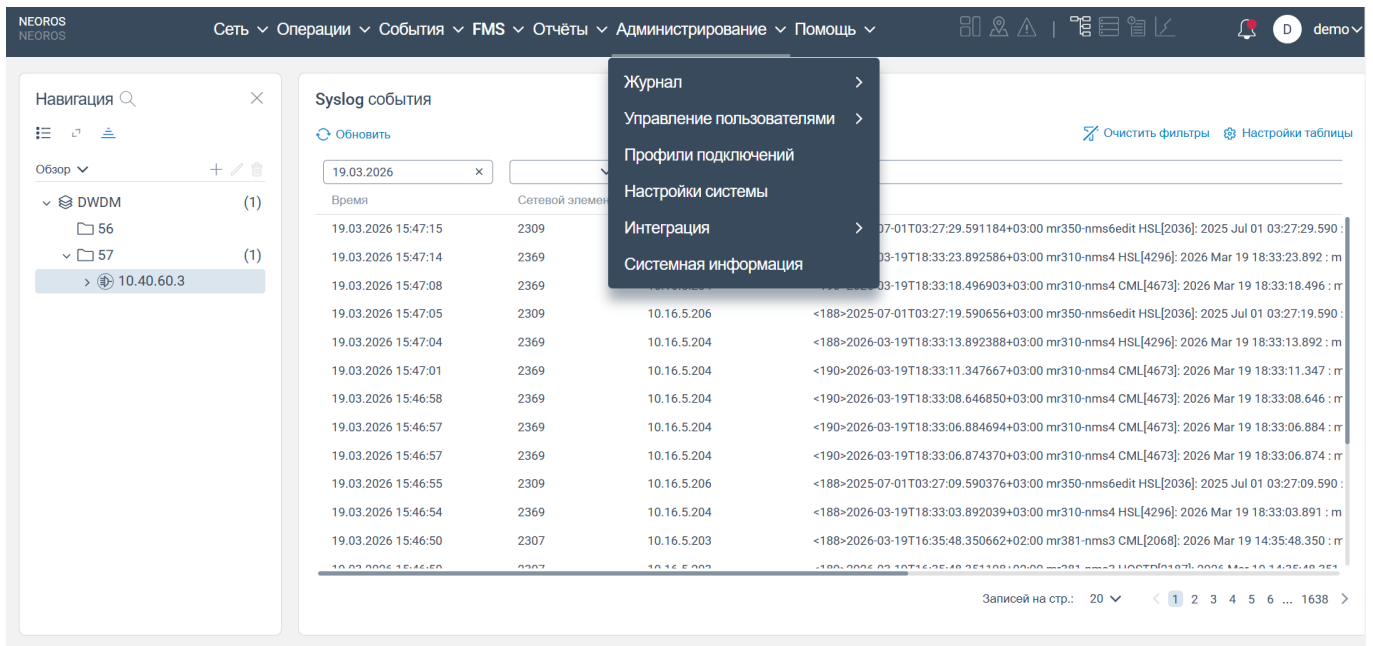 NEOROS
NEOROS
Сеть Операции События FMS Отчёты Администрирование Помощь
D demo
Навигация
Обзор
DWDM (1)
56
57 (1)
10.40.60.3
Журнал
Управление пользователями
Профили подключений
Настройки системы
Интеграция
Системная информация
Syslog события
Обновить
Очистить фильтры Настройки таблицы
19.03.2026
Время Сетевой элемен
19.03.2026 15:47:15 2309 07-01T03:27:29.591184+03:00 mr350-nms6edit HSL[2036]: 2025 Jul 01 03:27:29.590 :
19.03.2026 15:47:14 2369 03-19T18:33:23.892586+03:00 mr310-nms4 HSL[4296]: 2026 Mar 19 18:33:23.892 : m
19.03.2026 15:47:08 2369 03-19T18:33:18.496903+03:00 mr310-nms4 CML[4673]: 2026 Mar 19 18:33:18.496 : m
19.03.2026 15:47:05 2309 10.16.5.206 <188>2025-07-01T03:27:19.590656+03:00 mr350-nms6edit HSL[2036]: 2025 Jul 01 03:27:19.590 :
19.03.2026 15:47:04 2369 10.16.5.204 <188>2026-03-19T18:33:13.892388+03:00 mr310-nms4 HSL[4296]: 2026 Mar 19 18:33:13.892 : m
19.03.2026 15:47:01 2369 10.16.5.204 <190>2026-03-19T18:33:11.347667+03:00 mr310-nms4 CML[4673]: 2026 Mar 19 18:33:11.347 : m
19.03.2026 15:46:58 2369 10.16.5.204 <190>2026-03-19T18:33:08.646850+03:00 mr310-nms4 CML[4673]: 2026 Mar 19 18:33:08.646 : m
19.03.2026 15:46:57 2369 10.16.5.204 <190>2026-03-19T18:33:06.884694+03:00 mr310-nms4 CML[4673]: 2026 Mar 19 18:33:06.884 : m
19.03.2026 15:46:57 2369 10.16.5.204 <190>2026-03-19T18:33:06.874370+03:00 mr310-nms4 CML[4673]: 2026 Mar 19 18:33:06.874 : m
19.03.2026 15:46:55 2309 10.16.5.206 <188>2025-07-01T03:27:09.590376+03:00 mr350-nms6edit HSL[2036]: 2025 Jul 01 03:27:09.590 :
19.03.2026 15:46:54 2369 10.16.5.204 <188>2026-03-19T18:33:03.892039+03:00 mr310-nms4 HSL[4296]: 2026 Mar 19 18:33:03.891 : m
19.03.2026 15:46:50 2307 10.16.5.203 <188>2026-03-19T16:35:48.350662+02:00 mr381-nms3 CML[2068]: 2026 Mar 19 14:35:48.350 : m
Записей на стр.: 20 1 2 3 4 5 6 ... 1638